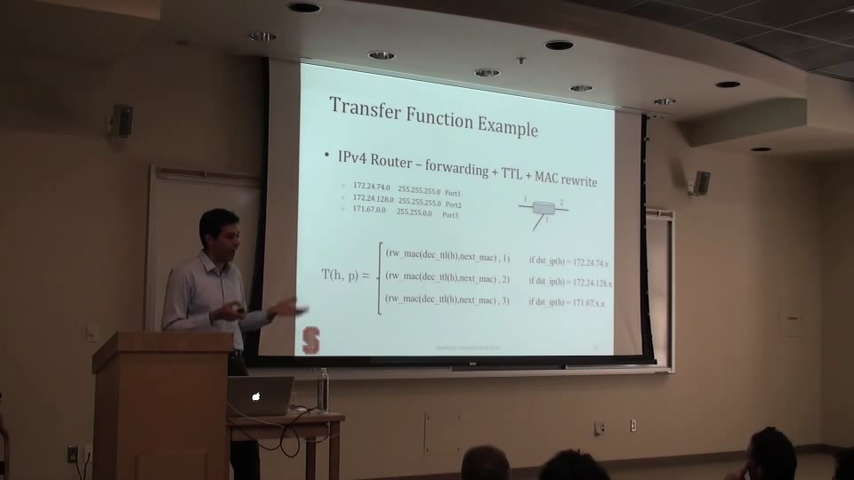 Transfer Function Example
• IPv4 Router – forwarding + TTL + MAC rewrite
172.24.74.0 255.255.255.0 Port1
172.24.128.0 255.255.255.0 Port2
171.67.0.0 255.255.0.0 Port3
1 2
T(h, p) =
(rw_mac(dec_ttl(h),next_mac) , 1) if dst_ip(h) = 172.24.74.x
(rw_mac(dec_ttl(h),next_mac) , 2) if dst_ip(h) = 172.24.128.x
(rw_mac(dec_ttl(h),next_mac) , 3) if dst_ip(h) = 171.67.x.x
S